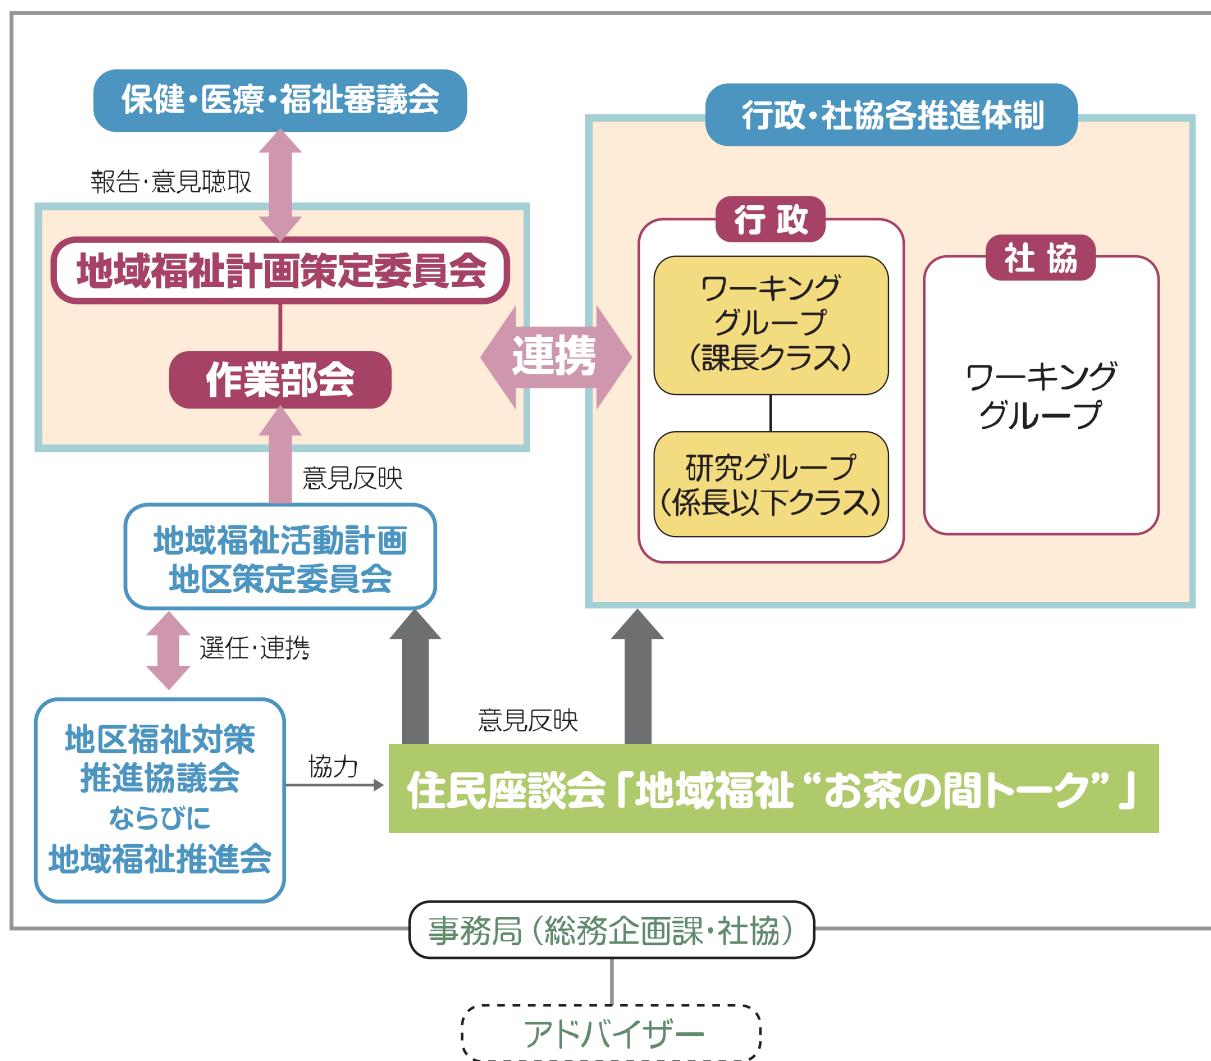 保健・医療・福祉審議会
報告・意見聴取
地域福祉計画策定委員会
作業部会
意見反映
地域福祉活動計画
地区策定委員会
選任・連携
地区福祉対策
推進協議会
ならびに
地域福祉推進会
協力
連携
行政・社協各推進体制
行政
ワーキング
グループ
（課長クラス）
研究グループ
（係長以下クラス）
社協
ワーキング
グループ
意見反映
住民座談会「地域福祉“お茶の間トーク”」
事務局（総務企画課・社協）
アドバイザー